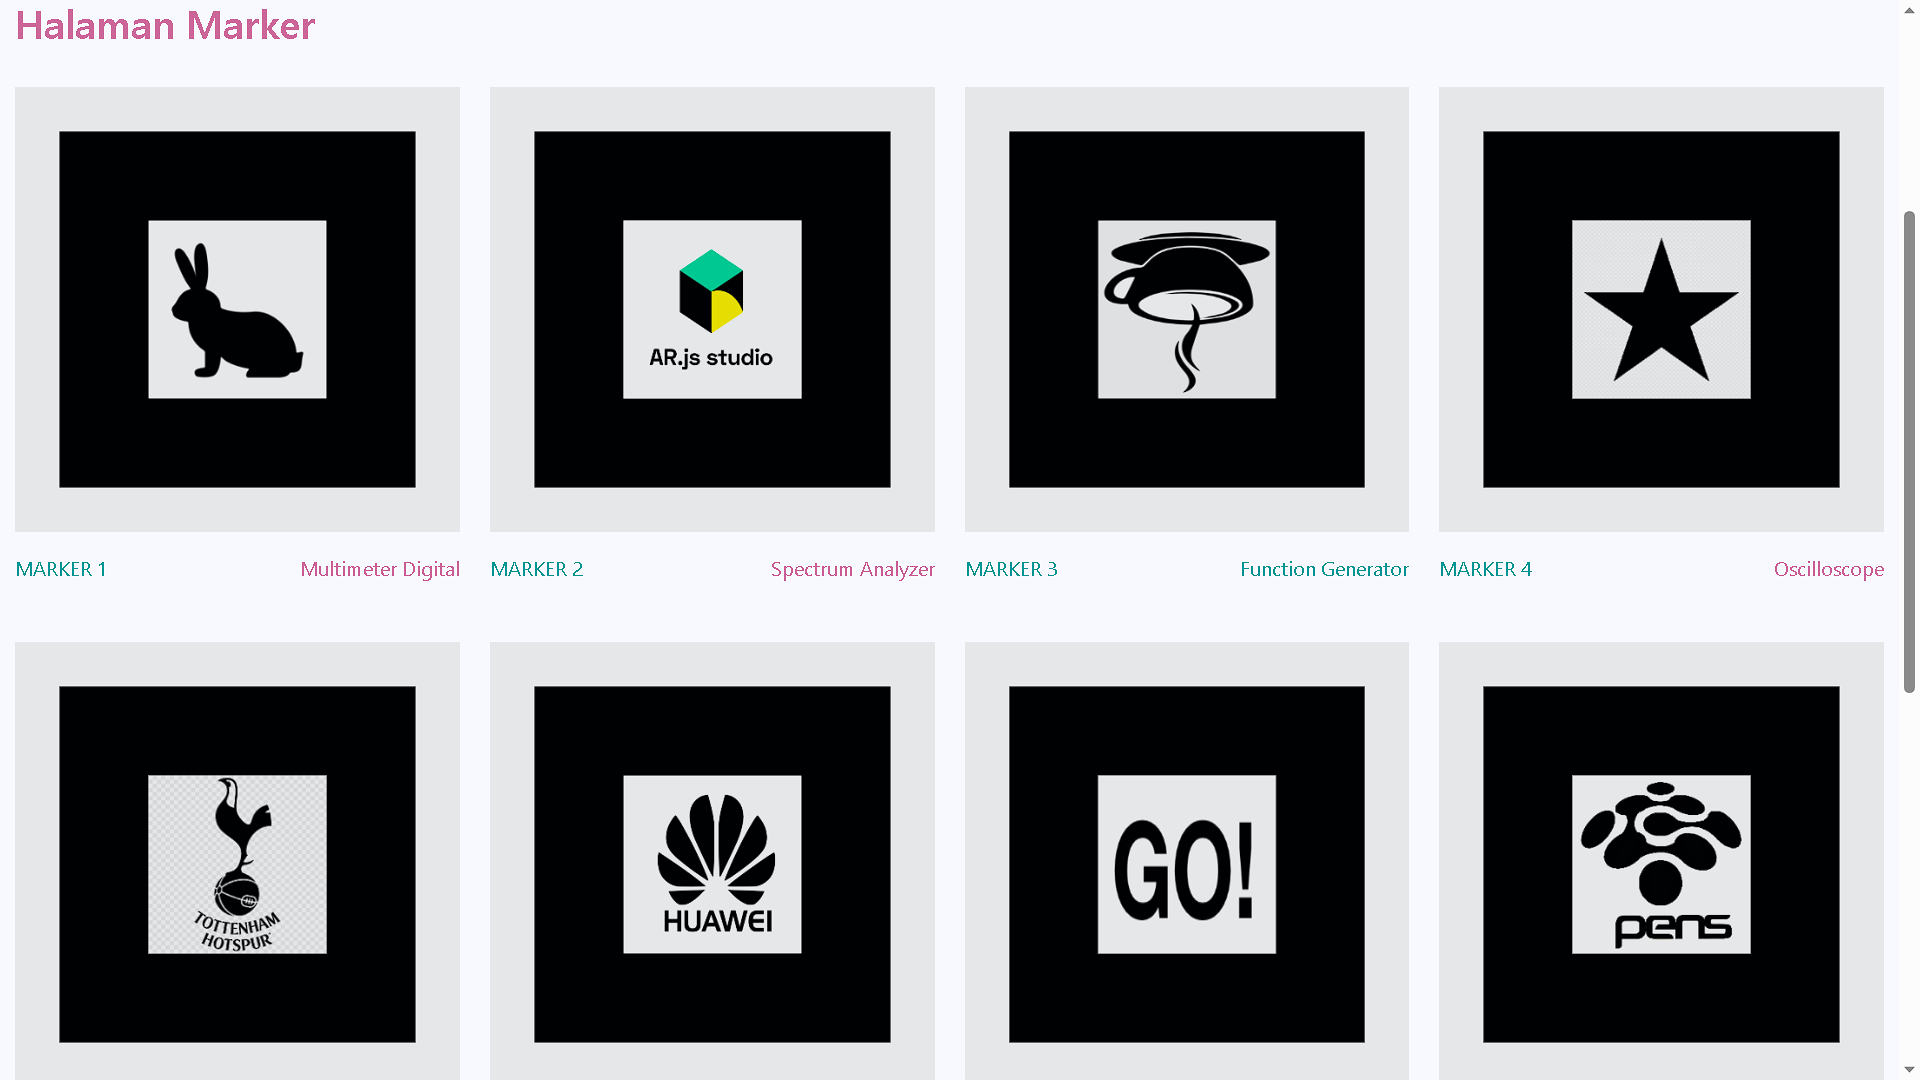 Halaman Marker
AR.js studio
MARKER 1
Multimeter Digital
MARKER 2
Spectrum Analyzer
MARKER 3
Function Generator
MARKER 4
Oscilloscope
TOTTENHAM
HOTSPUR
HUAWEI
GO!
pens